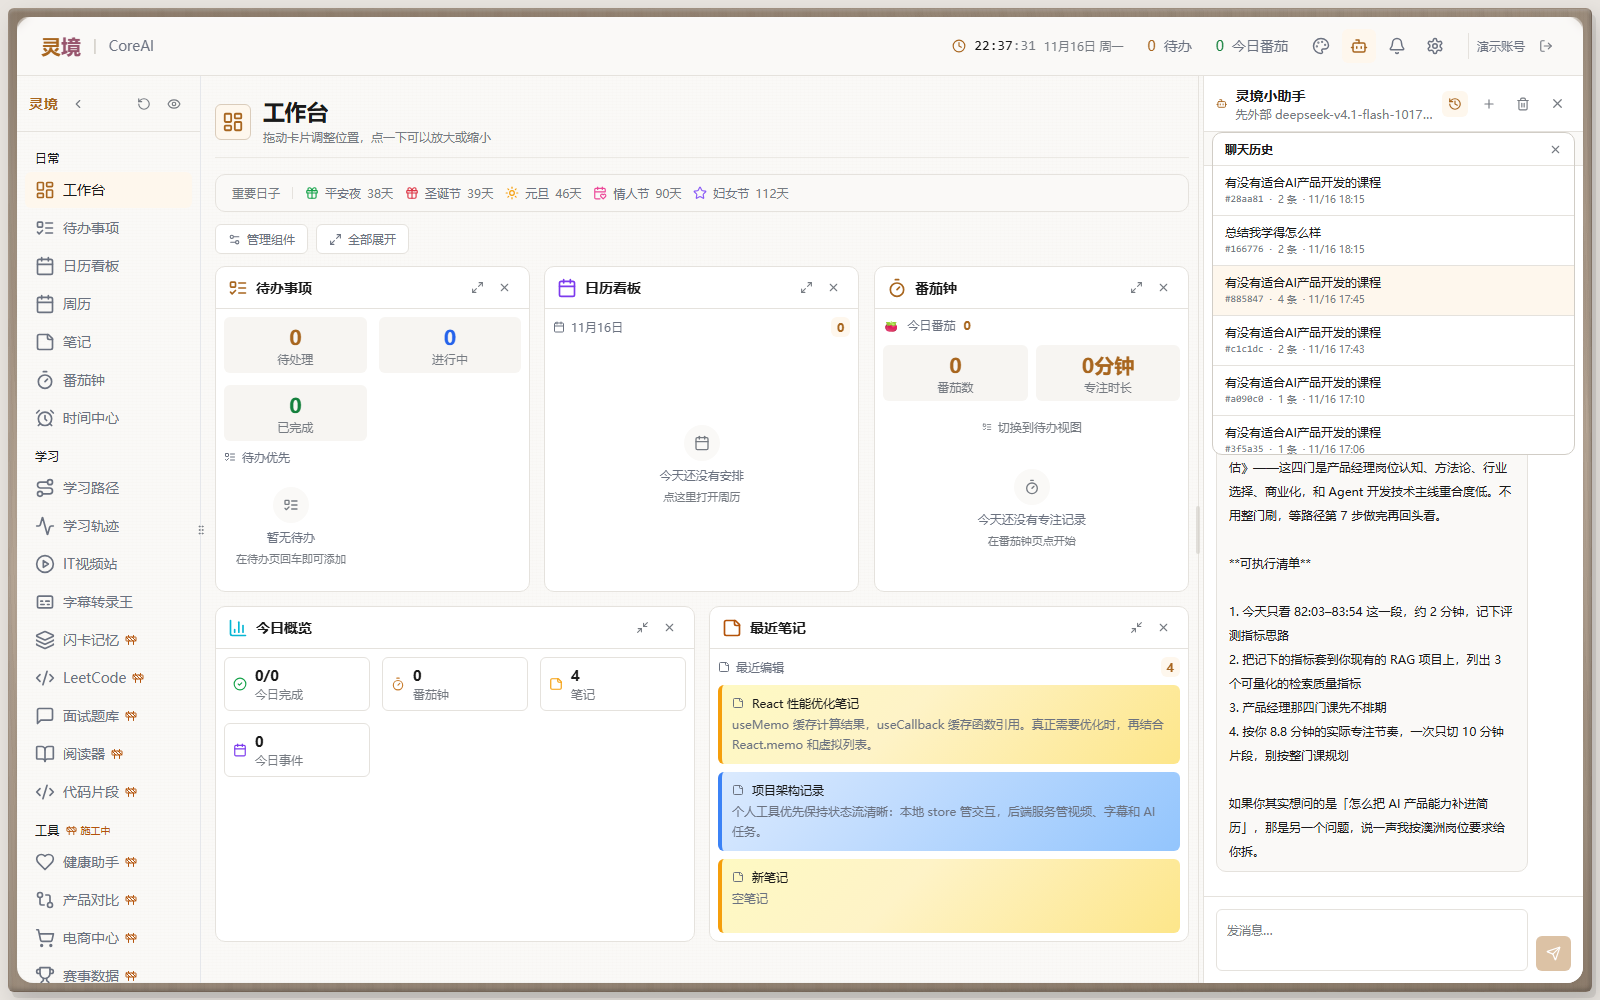 灵境 | CoreAI
22:37:31 11月16日 周一
0 待办
0 今日番茄
演示账号
灵境
日常
工作台
待办事项
日历看板
周历
笔记
番茄钟
时间中心
学习
学习路径
学习轨迹
IT视频站
字幕转录王
闪卡记忆
LeetCode
面试题库
阅读器
代码片段
工具 施工中
健康助手
产品对比
电商中心
赛事数据
工作台
拖动卡片调整位置，点一下可以放大或缩小
重要日子
平安夜 38天
圣诞节 39天
元旦 46天
情人节 90天
妇女节 112天
管理组件
全部展开
待办事项
0
待处理
0
进行中
0
已完成
待办优先
暂无待办
在待办页回车即可添加
日历看板
11月16日
0
今天还没有安排
点这里打开周历
番茄钟
今日番茄 0
0
番茄数
0分钟
专注时长
切换到待办视图
今天还没有专注记录
在番茄钟页点开始
今日概览
0/0
今日完成
0
番茄钟
4
笔记
0
今日事件
最近笔记
最近编辑
4
React 性能优化笔记
useMemo 缓存计算结果，useCallback 缓存函数引用。真正需要优化时，再结合
React.memo 和虚拟列表。
项目架构记录
个人工具优先保持状态流清晰：本地 store 管交互，后端服务管视频、字幕和 AI
任务。
新笔记
空笔记
灵境小助手
先外部 deepseek-v4.1-flash-1017...
聊天历史
有没有适合AI产品开发的课程
#28aa81 · 2 条 · 11/16 18:15
总结我学得怎么样
#166776 · 2 条 · 11/16 18:15
有没有适合AI产品开发的课程
#885847 · 4 条 · 11/16 17:45
有没有适合AI产品开发的课程
#c1c1dc · 2 条 · 11/16 17:43
有没有适合AI产品开发的课程
#a090c0 · 1 条 · 11/16 17:10
有没有适合AI产品开发的课程
#3f5a35 · 1 条 · 11/16 17:06
估》——这四门是产品经理岗位认知、方法论、行业
选择、商业化，和 Agent 开发技术主线重合度低。不
用整门刷，等路径第 7 步做完再回头看。
**可执行清单**
1. 今天只看 82:03–83:54 这一段，约 2 分钟，记下评
测指标思路
2. 把记下的指标套到你现有的 RAG 项目上，列出 3
个可量化的检索质量指标
3. 产品经理那四门课先不排期
4. 按你 8.8 分钟的实际专注节奏，一次只切 10 分钟
片段，别按整门课规划
如果你其实想问的是「怎么把 AI 产品能力补进简
历」，那是另一个问题，说一声我按澳洲岗位要求给
你拆。
发消息...